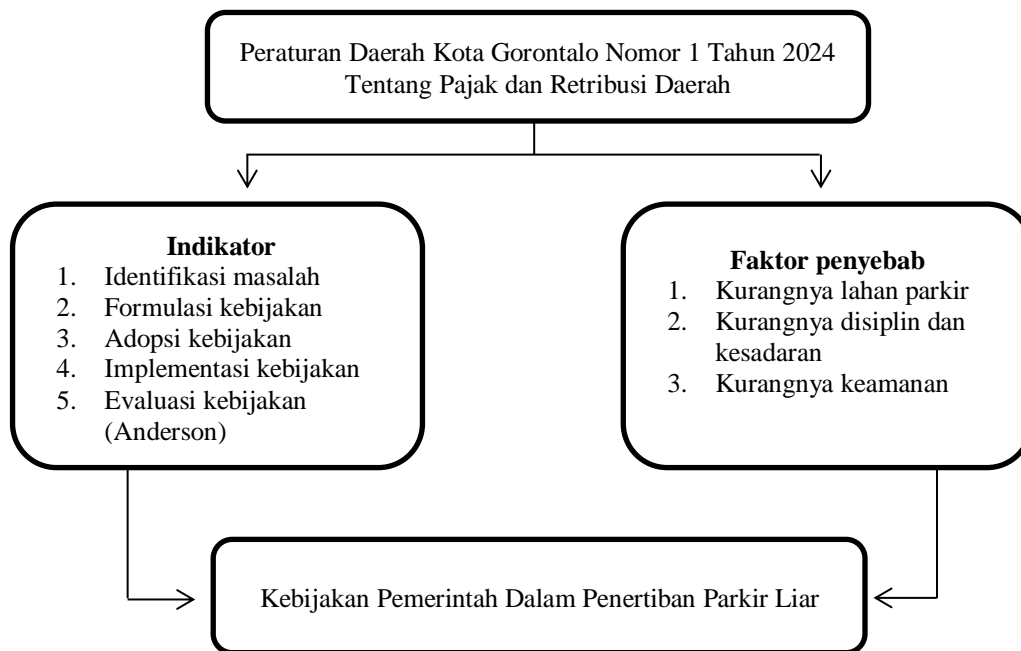 Peraturan Daerah Kota Gorontalo Nomor 1 Tahun 2024
Tentang Pajak dan Retribusi Daerah
Indikator
1. Identifikasi masalah
2. Formulasi kebijakan
3. Adopsi kebijakan
4. Implementasi kebijakan
5. Evaluasi kebijakan
(Anderson)
Faktor penyebab
1. Kurangnya lahan parkir
2. Kurangnya disiplin dan
kesadaran
3. Kurangnya keamanan
Kebijakan Pemerintah Dalam Penertiban Parkir Liar